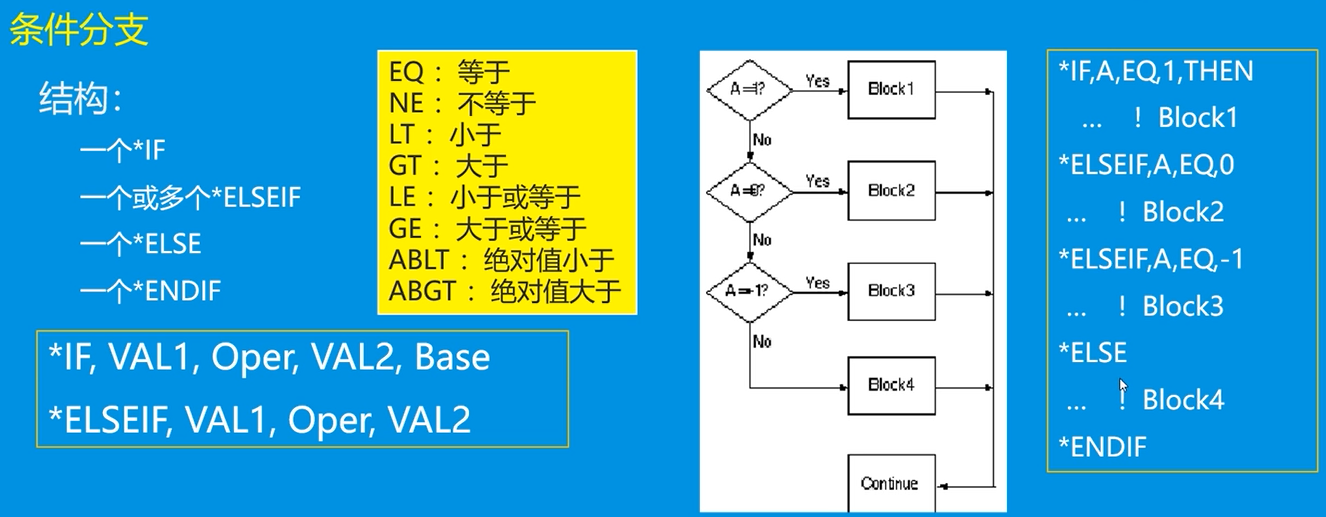 条件分支
结构：
一个*IF
一个或多个*ELSEIF
一个*ELSE
一个*ENDIF
EQ ：等于
NE ：不等于
LT ：小于
GT ：大于
LE ：小于或等于
GE ：大于或等于
ABLT ：绝对值小于
ABGT ：绝对值大于
*IF, VAL1, Oper, VAL2, Base
*ELSEIF, VAL1, Oper, VAL2
A=1?
Yes
Block1
No
A=0?
Yes
Block2
No
A=-1?
Yes
Block3
No
Block4
Continue
*IF,A,EQ,1,THEN
... ! Block1
*ELSEIF,A,EQ,0
... ! Block2
*ELSEIF,A,EQ,-1
... ! Block3
*ELSE
... ! Block4
*ENDIF